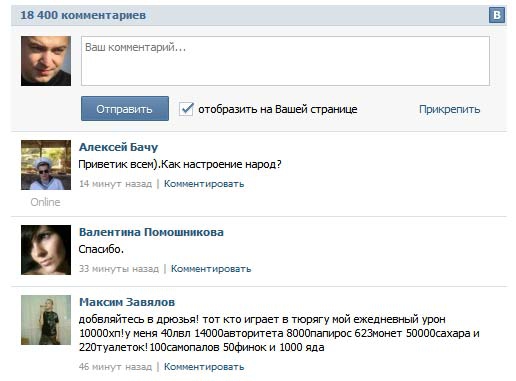 18 400 комментариев
В
Ваш комментарий...
Отправить
отобразить на Вашей странице
Прикрепить
Алексей Бачу
Приветик всем).Как настроение народ?
14 минут назад | Комментировать
Online
Валентина Помошникова
Спасибо.
33 минуты назад | Комментировать
Максим Завялов
добвляйтесь в дрюзья! тот кто играет в тюрягу мой ежедневный урон
10000хп!у меня 40лвл 14000авторитета 8000папирос 623монет 50000сахара и
220туалеток!100самопалов 50финок и 1000 яда
46 минут назад | Комментировать